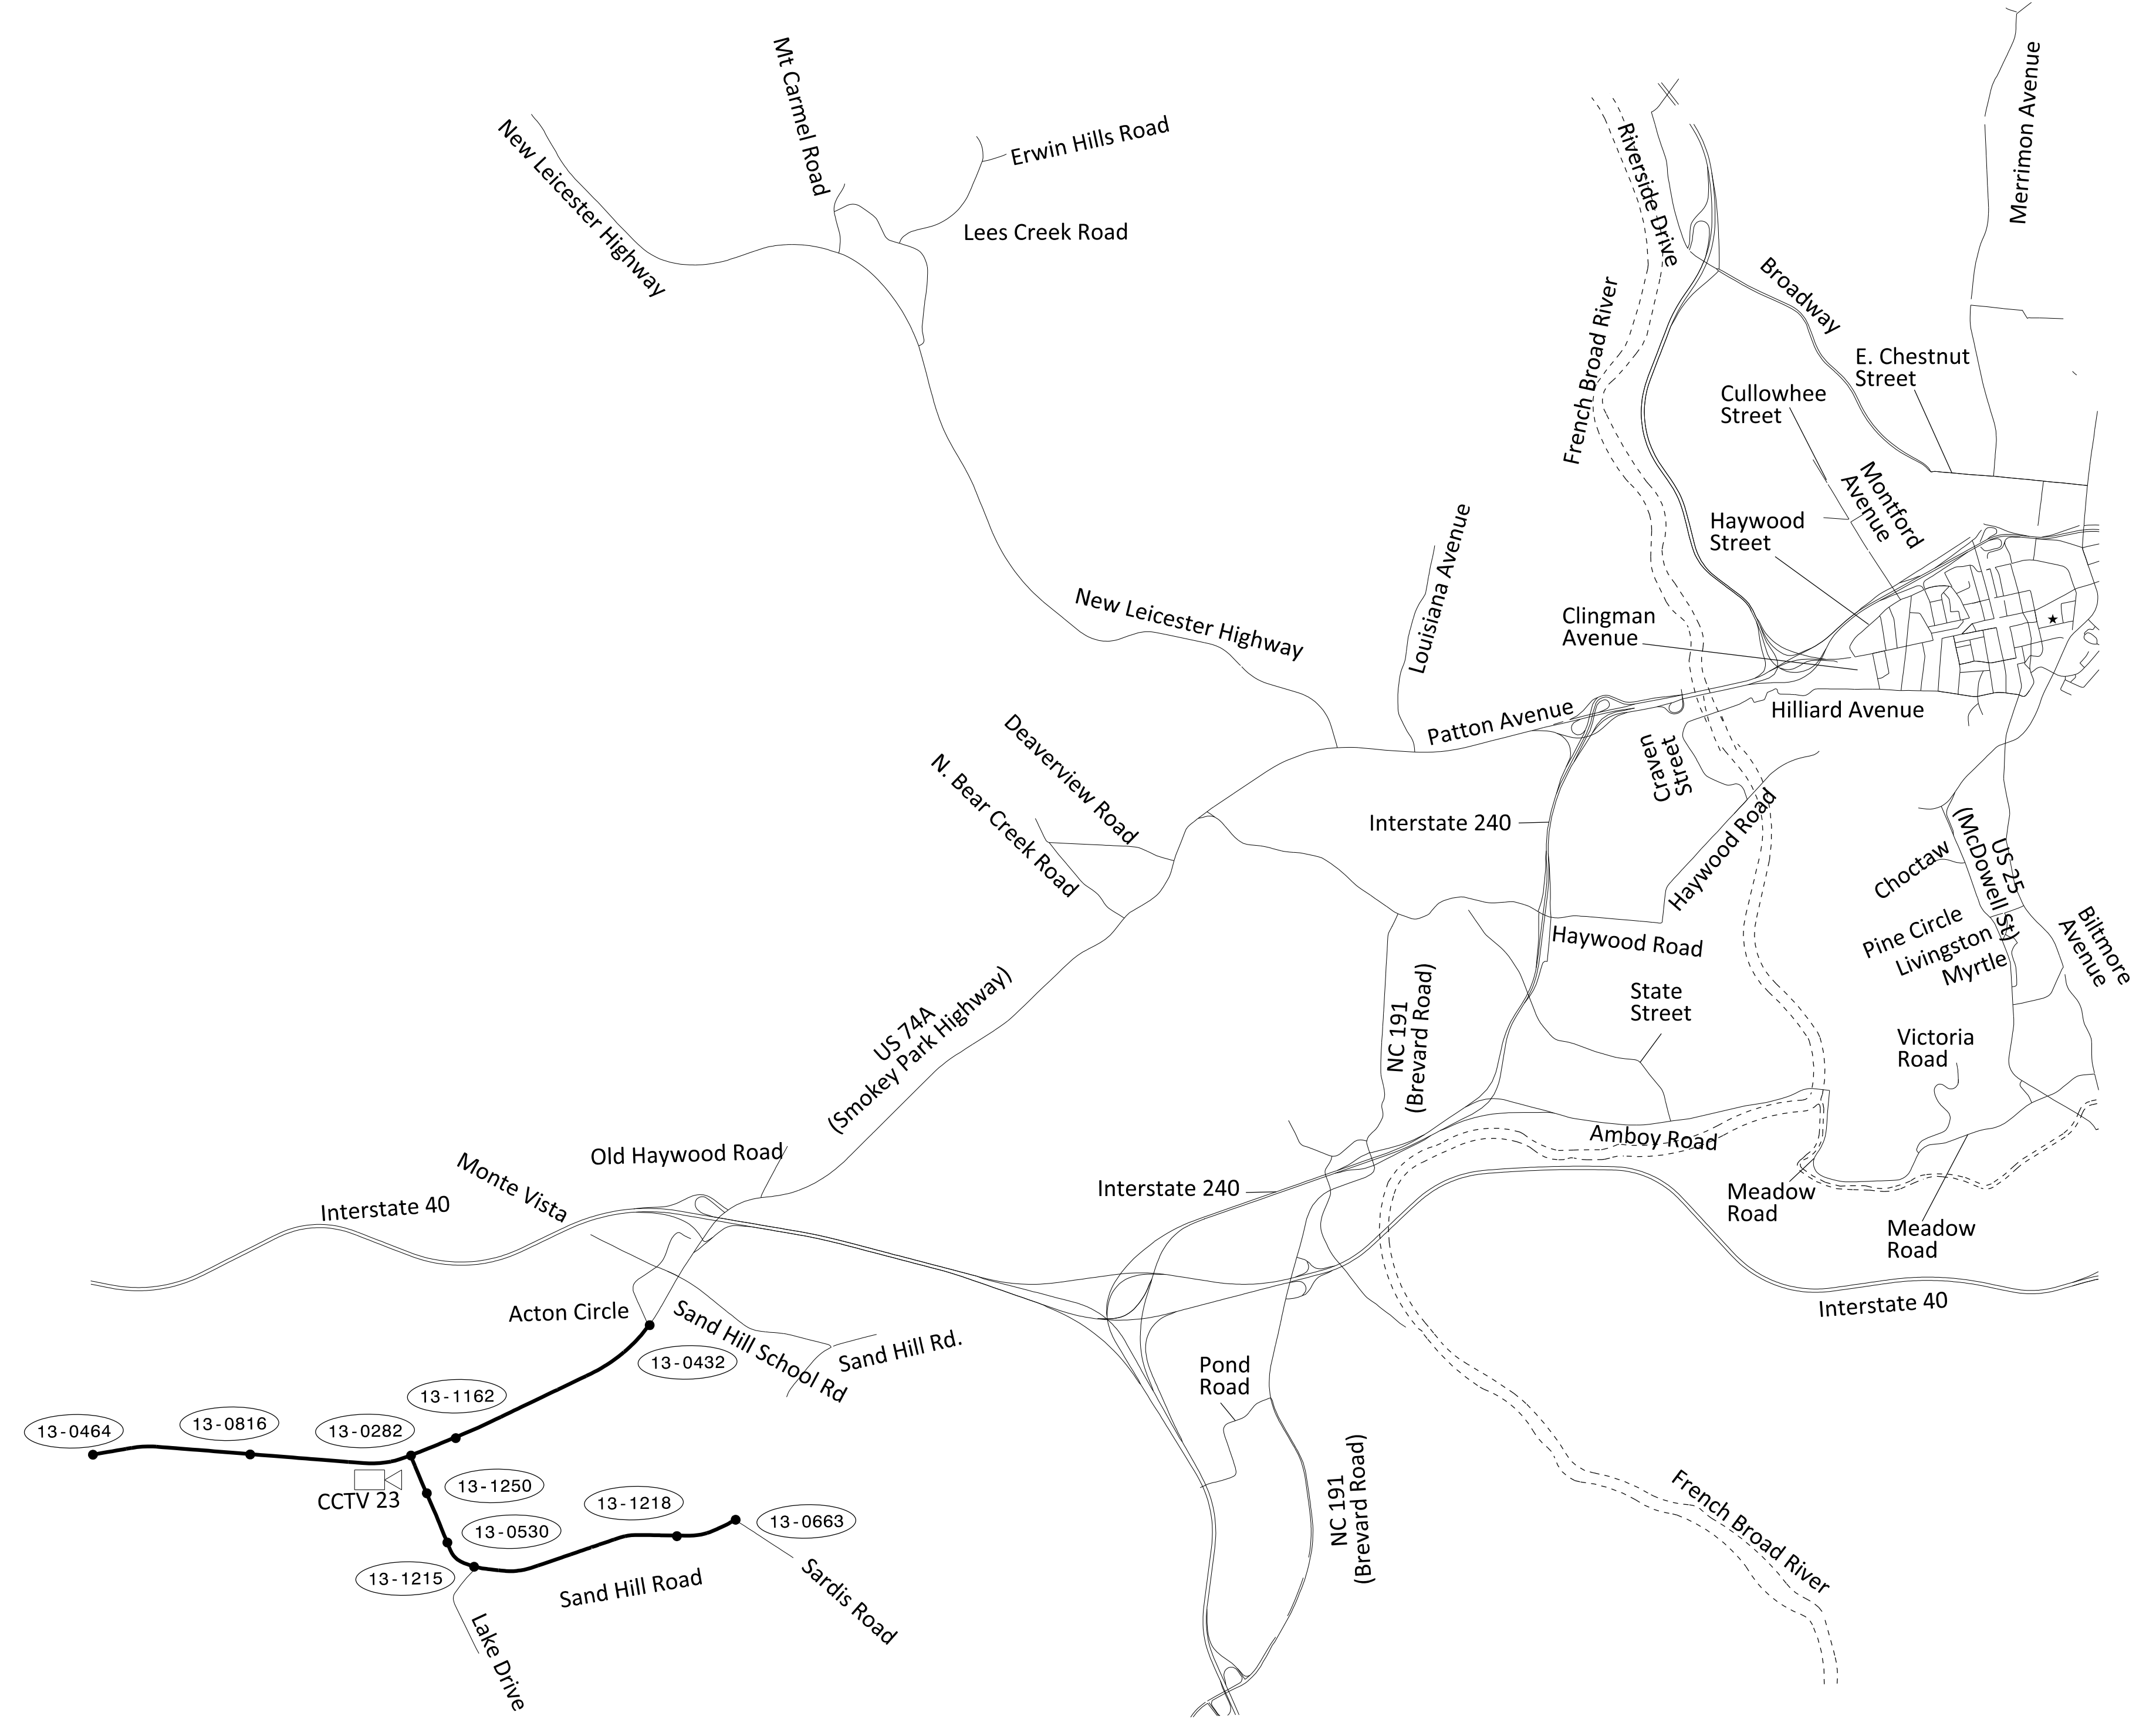 Mt Carmel Road
Merrimon Avenue
New Leicester Highway
Erwin Hills Road
Riverside Drive
Lees Creek Road
Broadway
French Broad River
E. Chestnut
Street
Cullowhee
Street
Montford
Avenue
Haywood
Street
Louisiana Avenue
New Leicester Highway
Clingman
Avenue
Patton Avenue
Hilliard Avenue
Deaverview Road
N. Bear Creek Road
Craven
Street
Interstate 240
Haywood Road
US 25
(McDowell St)
Choctaw
Pine Circle
Livingston
Myrtle
Biltmore
Avenue
Haywood Road
US 74A
(Smokey Park Highway)
NC 191
(Brevard Road)
State
Street
Victoria
Road
Old Haywood Road
Amboy Road
Monte Vista
Interstate 40
Interstate 240
Meadow
Road
Meadow
Road
Acton Circle
Sand Hill School Rd
Sand Hill Rd.
Interstate 40
13-0432
Pond
Road
13-1162
13-0464
13-0816
13-0282
CCTV 23
13-1250
13-1218
13-0663
13-0530
13-1215
Sand Hill Road
Sardis Road
Lake Drive
NC 191
(Brevard Road)
French Broad River